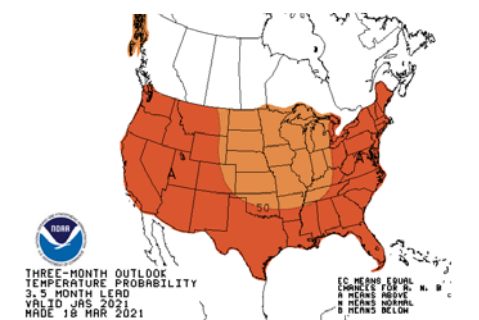 A
A
50
NOAA
THREE-MONTH OUTLOOK
TEMPERATURE PROBABILITY
3.5 MONTH LEAD
VALID JAS 2021
MADE 18 MAR 2021
EC MEANS EQUAL
CHANCES FOR A, N, B
A MEANS ABOVE
N MEANS NORMAL
B MEANS BELOW